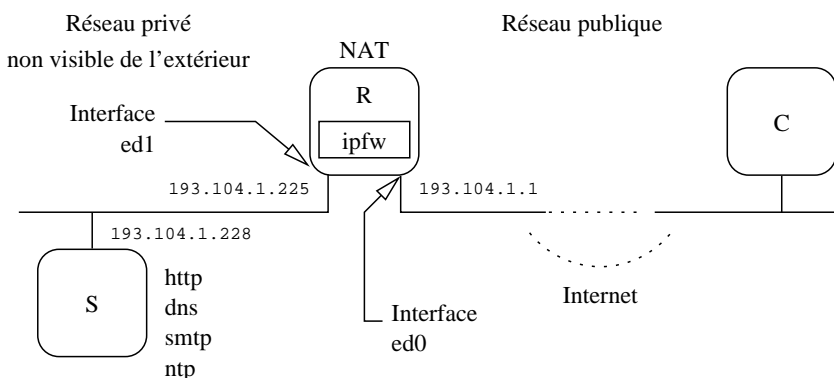 Réseau privé
non visible de l'extérieur
Réseau publique
NAT
R
ipfw
Interface
ed1
C
193.104.1.225
193.104.1.1
193.104.1.228
S
http
dns
smtp
ntp
Interface
ed0
Internet